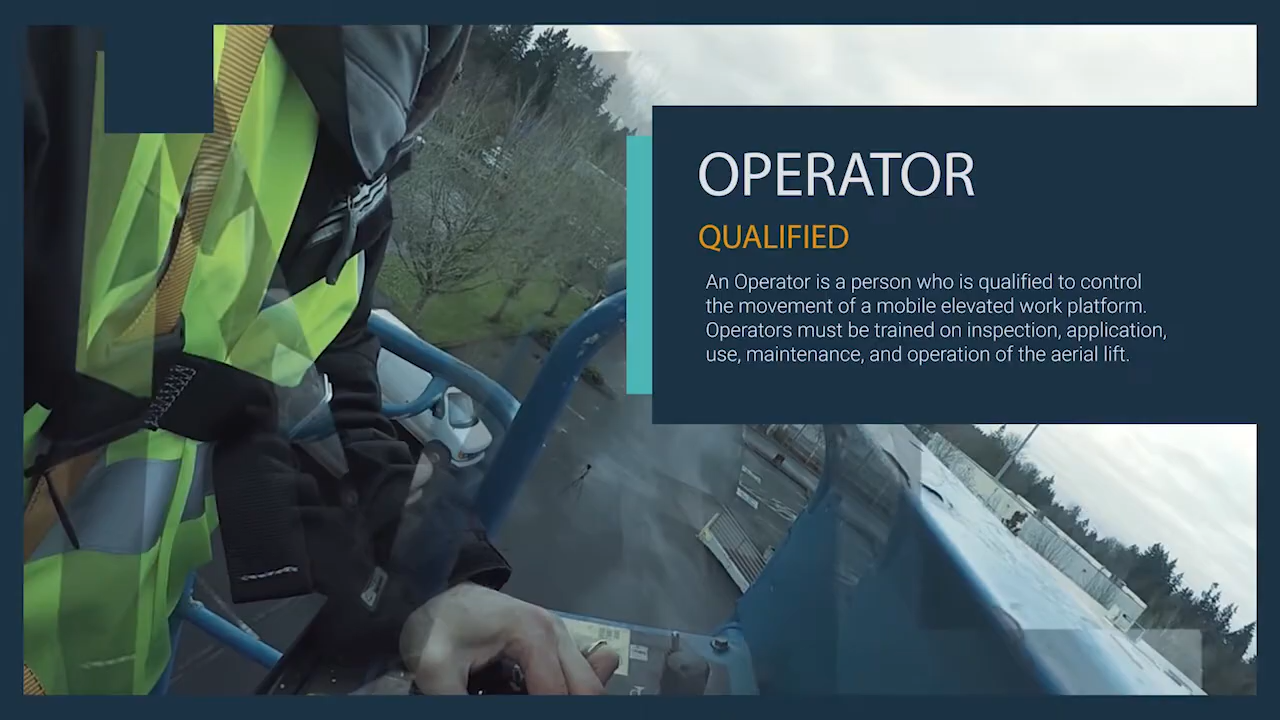 OPERATOR
QUALIFIED
An Operator is a person who is qualified to control
the movement of a mobile elevated work platform.
Operators must be trained on inspection, application,
use, maintenance, and operation of the aerial lift.